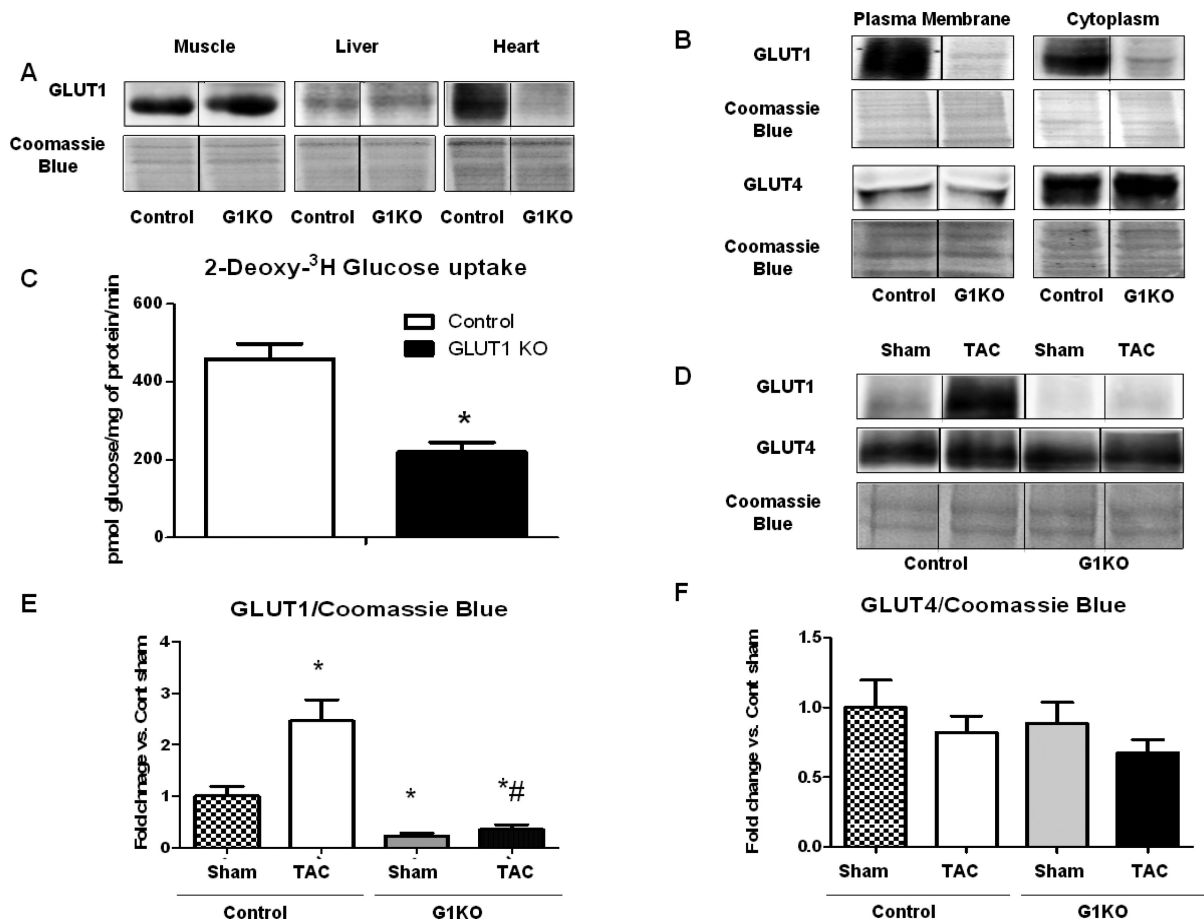 A
Muscle Liver Heart
GLUT1
Coomassie
Blue
Control G1KO Control G1KO Control G1KO
B
Plasma Membrane Cytoplasm
GLUT1
Coomassie
Blue
GLUT4
Coomassie
Blue
Control G1KO Control G1KO
C
2-Deoxy-³H Glucose uptake
pmol glucose/mg of protein/min
600
400
200
0
Control
GLUT1 KO
*
D
Sham TAC Sham TAC
GLUT1
GLUT4
Coomassie
Blue
Control G1KO
E
GLUT1/Coomassie Blue
Fold chnage vs. Cont sham
4
3
2
1
0
*
*
*#
Sham TAC Sham TAC
Control G1KO
F
GLUT4/Coomassie Blue
Fold change vs. Cont sham
1.5
1.0
0.5
0.0
Sham TAC Sham TAC
Control G1KO